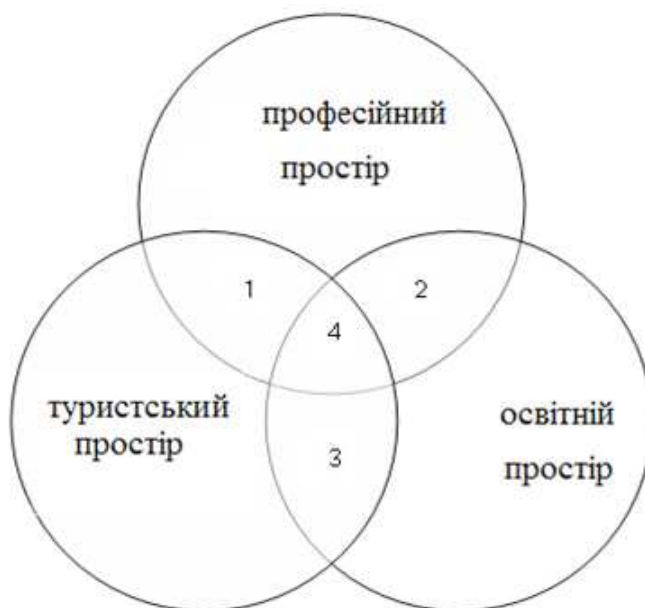 професійний
простір
1
2
4
туристський
простір
3
освітній
простір